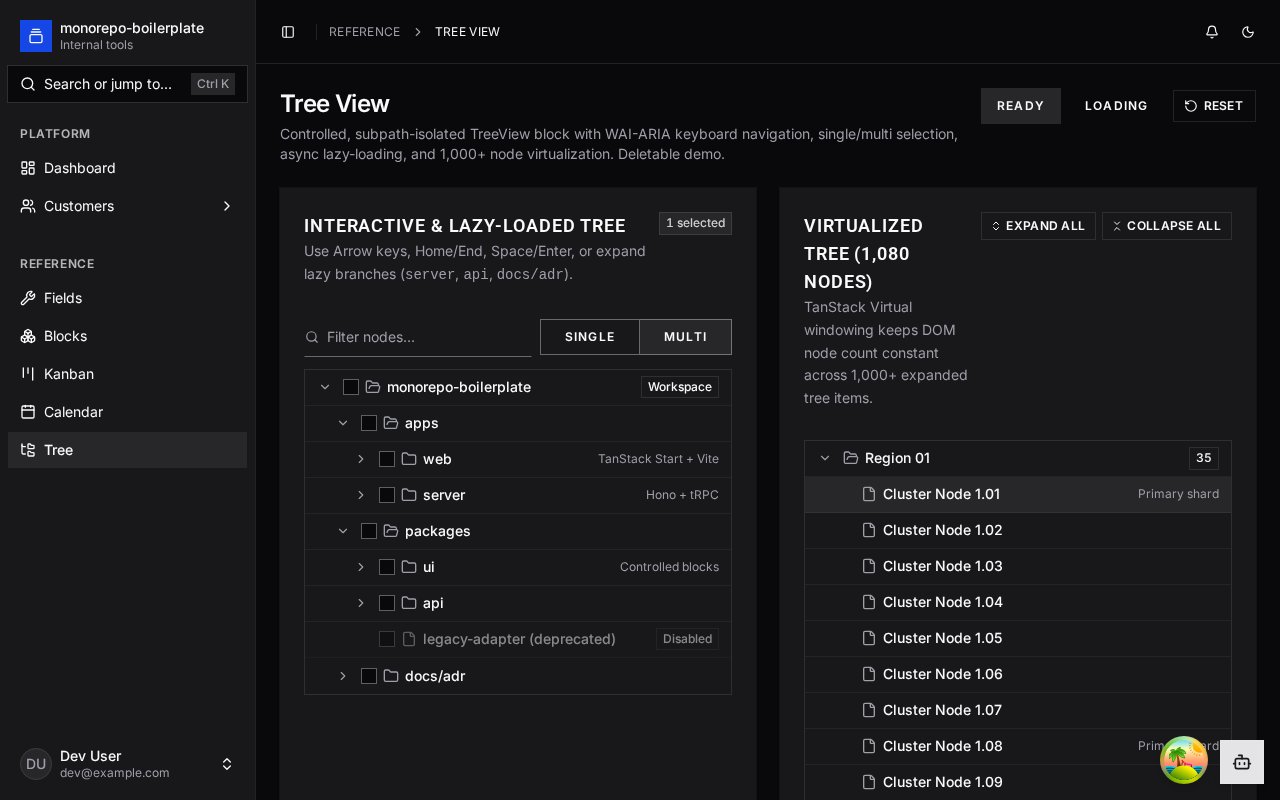 monorepo-boilerplate
Internal tools
Search or jump to...
Ctrl K
PLATFORM
Dashboard
Customers
REFERENCE
Fields
Blocks
Kanban
Calendar
Tree
DU
Dev User
dev@example.com
REFERENCE
TREE VIEW
Tree View
Controlled, subpath-isolated TreeView block with WAI-ARIA keyboard navigation, single/multi selection,
async lazy-loading, and 1,000+ node virtualization. Deletable demo.
READY
LOADING
RESET
INTERACTIVE & LAZY-LOADED TREE
1 selected
Use Arrow keys, Home/End, Space/Enter, or expand
lazy branches (server, api, docs/adr).
Filter nodes...
SINGLE
MULTI
monorepo-boilerplate
Workspace
apps
web
TanStack Start + Vite
server
Hono + tRPC
packages
ui
Controlled blocks
api
legacy-adapter (deprecated)
Disabled
docs/adr
VIRTUALIZED
TREE (1,080
NODES)
EXPAND ALL
COLLAPSE ALL
TanStack Virtual
windowing keeps DOM
node count constant
across 1,000+ expanded
tree items.
Region 01
35
Cluster Node 1.01
Primary shard
Cluster Node 1.02
Cluster Node 1.03
Cluster Node 1.04
Cluster Node 1.05
Cluster Node 1.06
Cluster Node 1.07
Cluster Node 1.08
Cluster Node 1.09